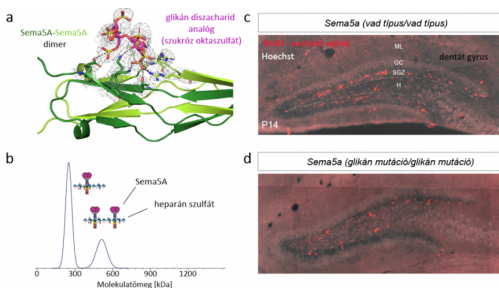 a
Sema5A-Sema5A
dimer
glikán diszacharid
analóg
(szukróz oktaszulfát)
b
Sema5A
heparán szulfát
0
300
600
900
1200
Molekulatömeg [kDa]
c
Sema5a (vad típus/vad típus)
Hoechst
ML
GC
SGZ
H
dentát gyrus
P14
d
Sema5a (glikán mutáció/glikán mutáció)